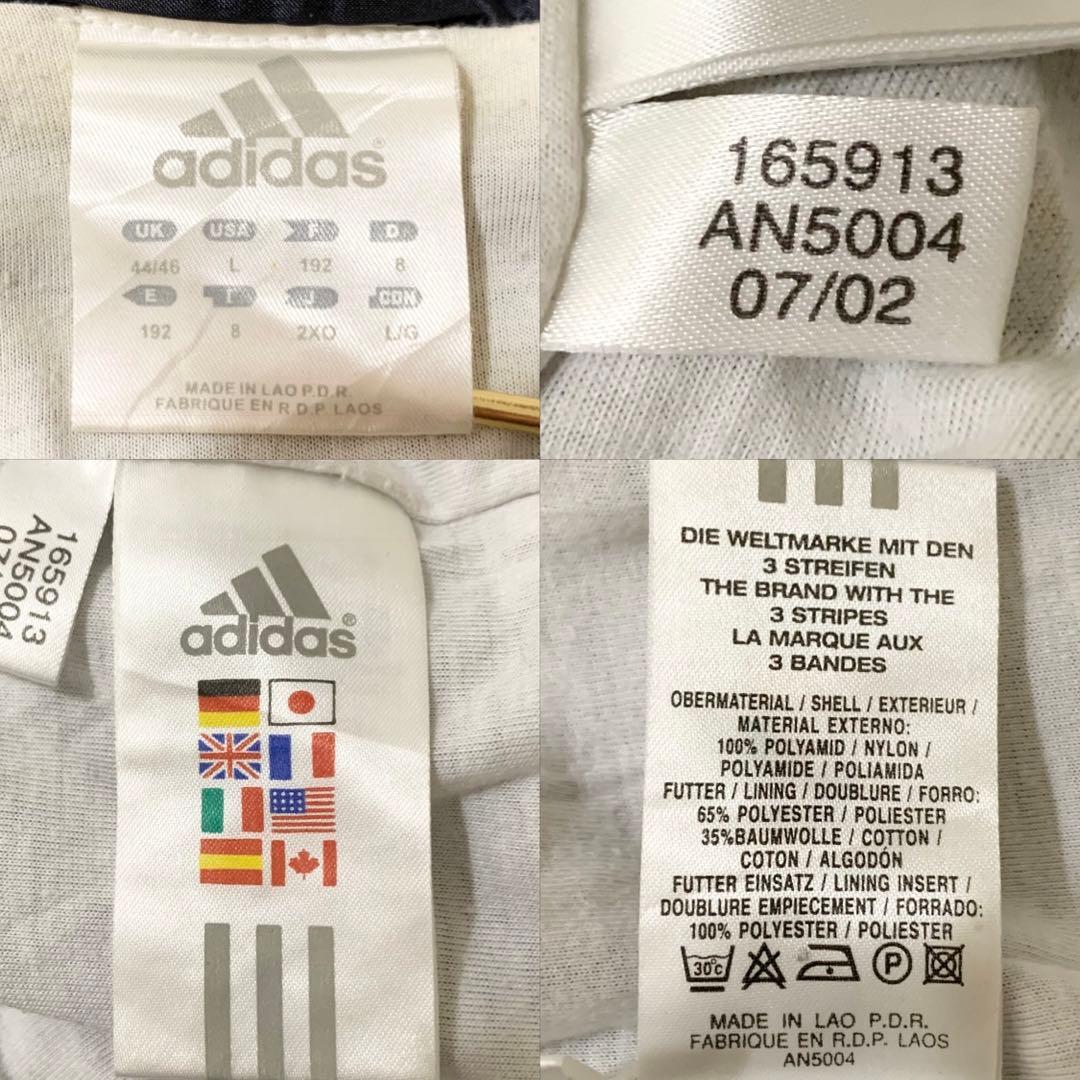 adidas®
UK USA F D
44/46 L 192 8
E I J CDN
192 8 2XO L/G
MADE IN LAO P.D.R.
FABRIQUE EN R.D.P. LAOS
165913
AN5004
07/02
165913
AN5004
adidas®
DIE WELTMARKE MIT DEN
3 STREIFEN
THE BRAND WITH THE
3 STRIPES
LA MARQUE AUX
3 BANDES
OBERMATERIAL / SHELL / EXTERIEUR /
MATERIAL EXTERNO:
100% POLYAMID / NYLON /
POLYAMIDE / POLIAMIDA
FUTTER / LINING / DOUBLURE / FORRO:
65% POLYESTER / POLIESTER
35%BAUMWOLLE / COTTON /
COTON / ALGODÓN
FUTTER EINSATZ / LINING INSERT /
DOUBLURE EMPIECEMENT / FORRADO:
100% POLYESTER / POLIESTER
30°C P
MADE IN LAO P.D.R.
FABRIQUE EN R.D.P. LAOS
AN5004